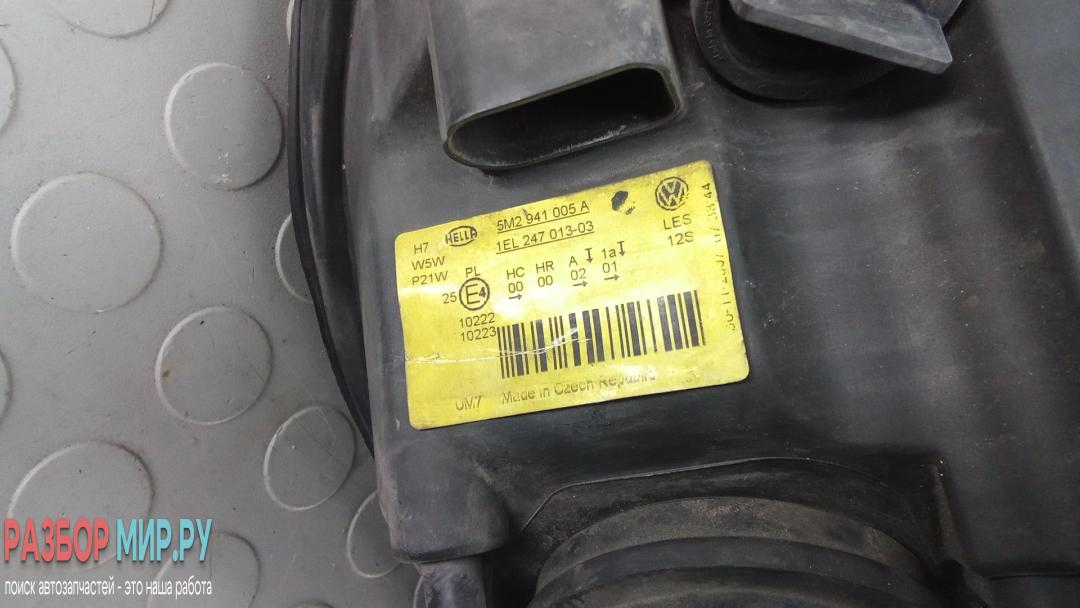 5M2 941 005 A
1EL 247 013-03
HELLA
H7
W5W
P21W
PL
25 E4
10222
10223
HC HR A 1a
00 00 02 01
LES
12S
UM7 Made in Czech Republic
РАЗБОР МИР.РУ
поиск автозапчастей - это наша работа